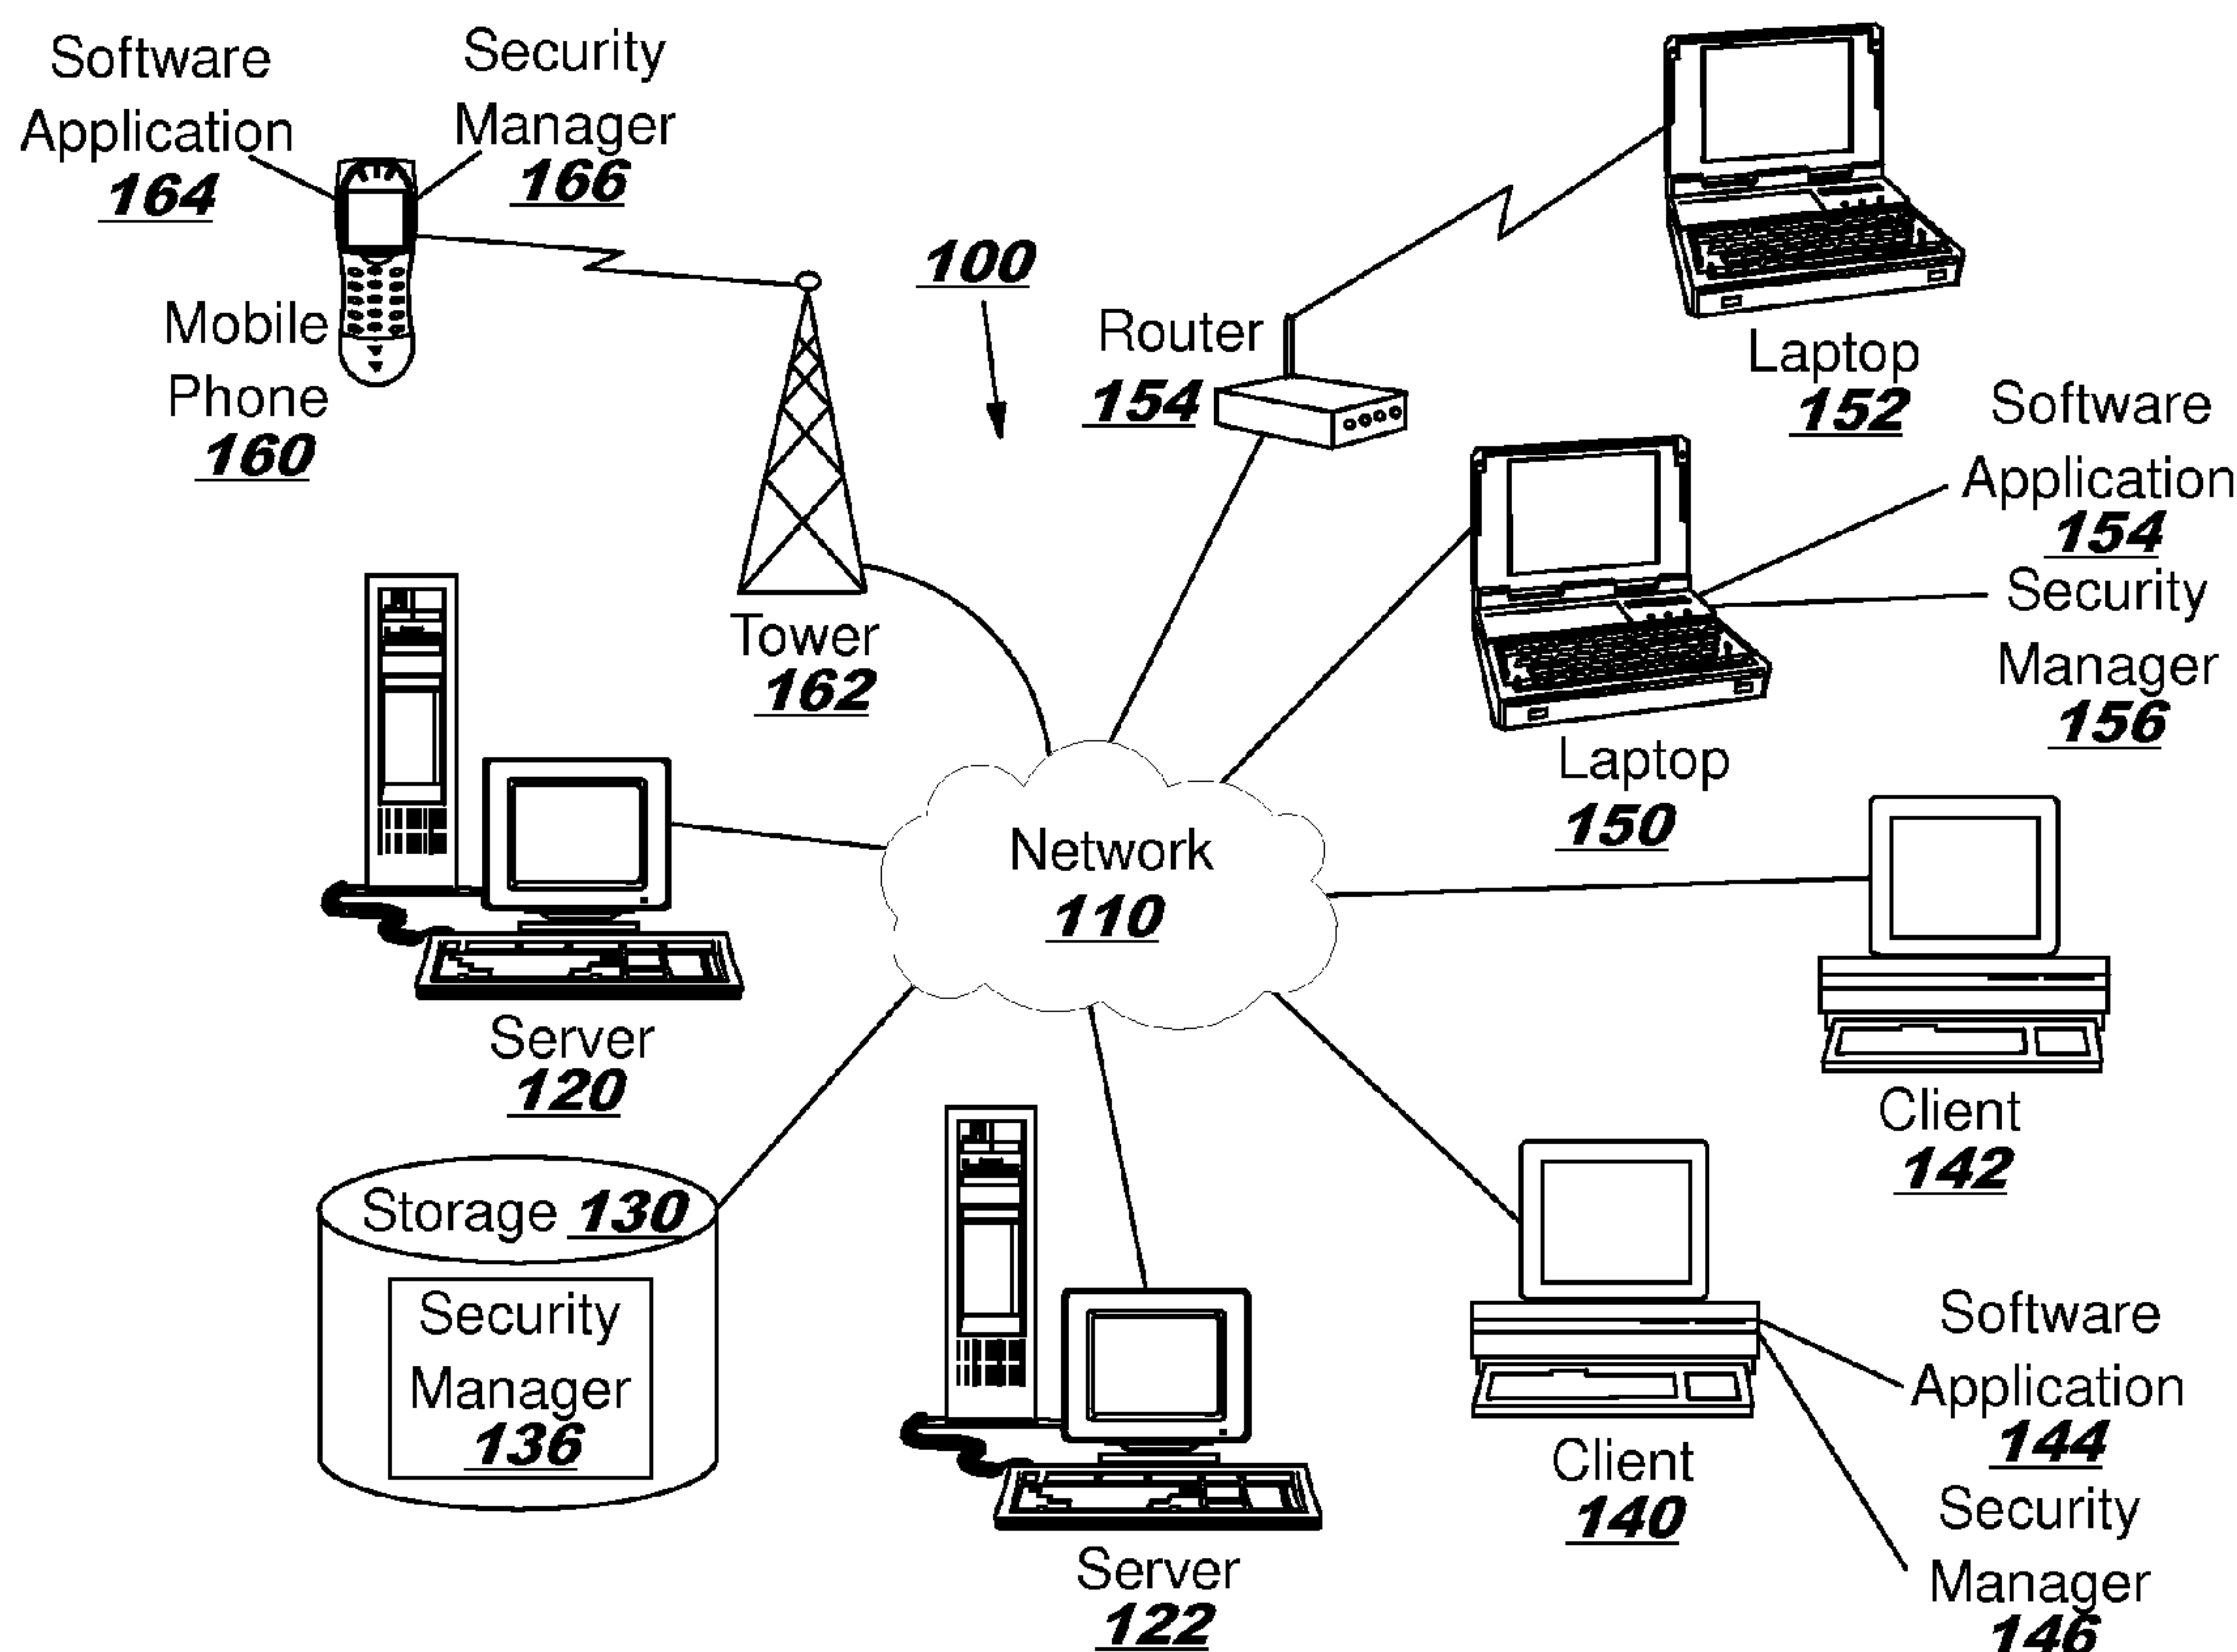 Software
Application
164
Security
Manager
166
Mobile
Phone
160
100
Tower
162
Router
154
Laptop
152
Software
Application
154
Security
Manager
156
Laptop
150
Network
110
Server
120
Client
142
Storage 130
Security
Manager
136
Server
122
Client
140
Software
Application
144
Security
Manager
146